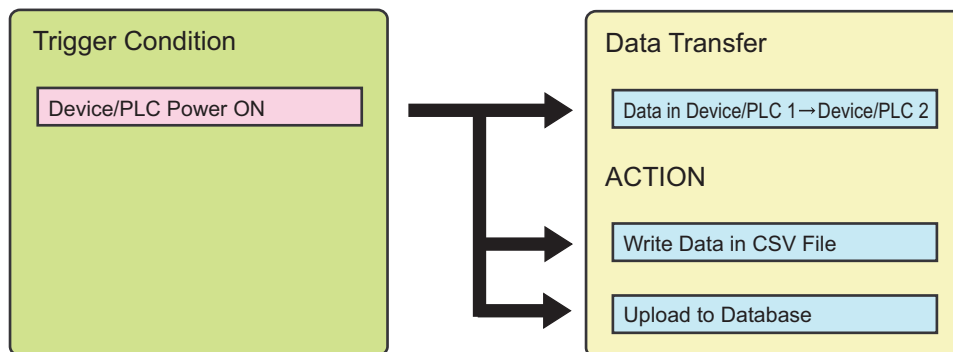 Trigger Condition
Device/PLC Power ON
Data Transfer
Data in Device/PLC 1→Device/PLC 2
ACTION
Write Data in CSV File
Upload to Database